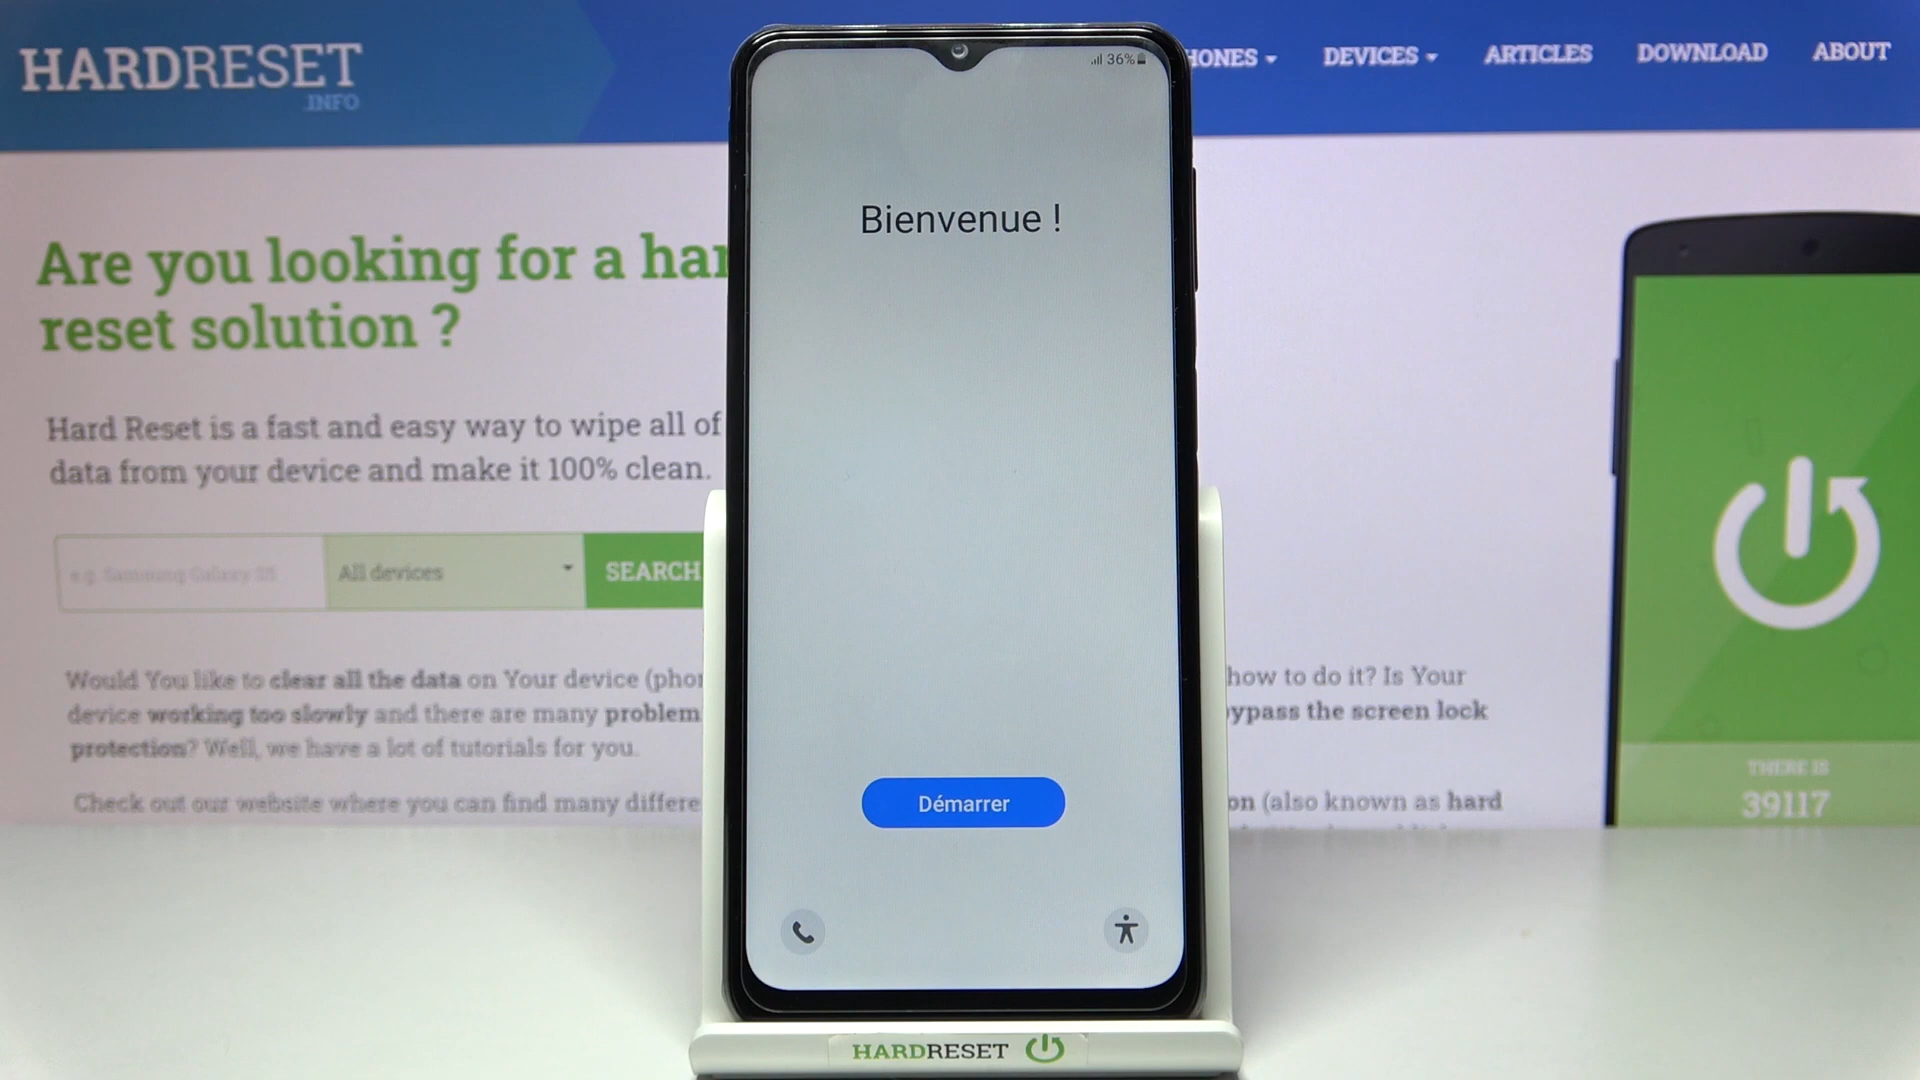 HARDRESET
.INFO
HONES
DEVICES
ARTICLES
DOWNLOAD
ABOUT
36%
Bienvenue !
Are you looking for a har
reset solution ?
Hard Reset is a fast and easy way to wipe all of
data from your device and make it 100% clean.
e.g. Samsung Galaxy S5
All devices
SEARCH
Would You like to clear all the data on Your device (phon
how to do it? Is Your
device working too slowly and there are many problem
ypass the screen lock
protection? Well, we have a lot of tutorials for you.
Check out our website where you can find many differe
on (also known as hard
THERE IS
39117
Démarrer
HARDRESET